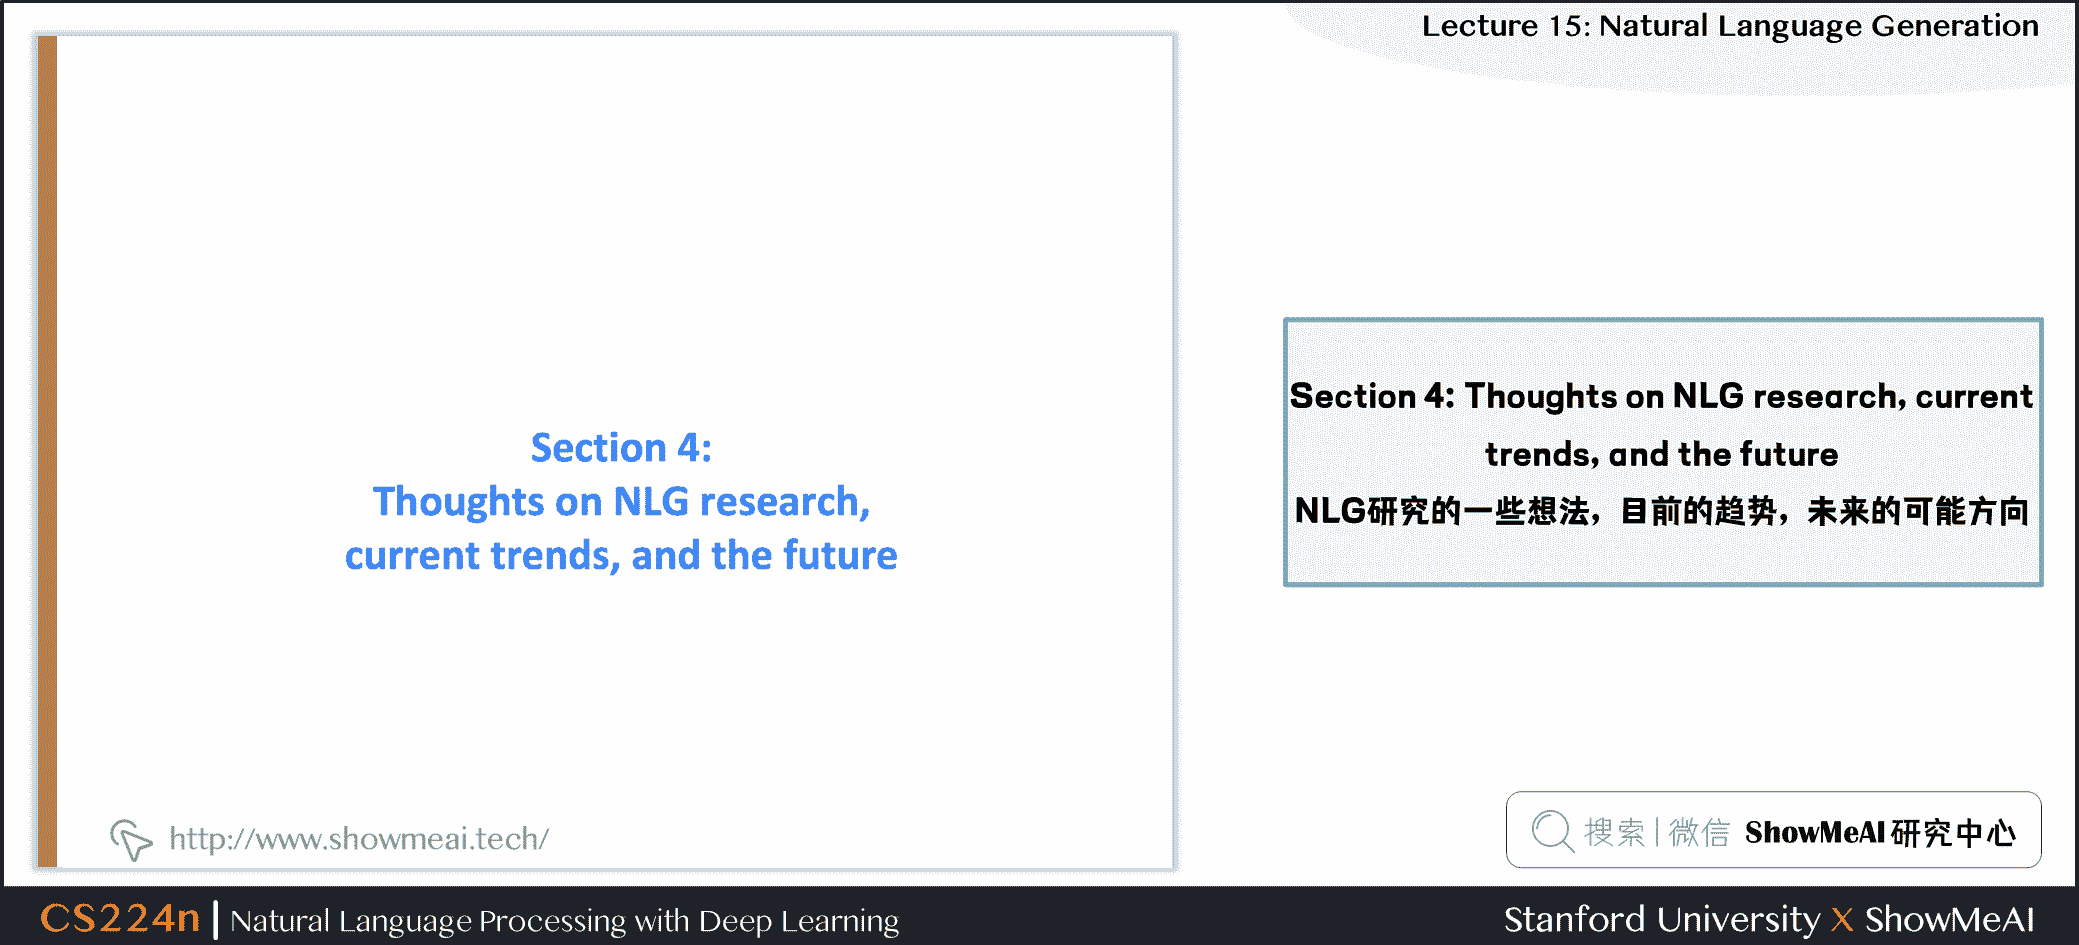 Lecture 15: Natural Language Generation
Section 4:
Thoughts on NLG research,
current trends, and the future
Section 4: Thoughts on NLG research, current
trends, and the future
NLG研究的一些想法，目前的趋势，未来的可能方向
http://www.showmeai.tech/
搜索|微信 ShowMeAI 研究中心
CS224n | Natural Language Processing with Deep Learning
Stanford University X ShowMeAI